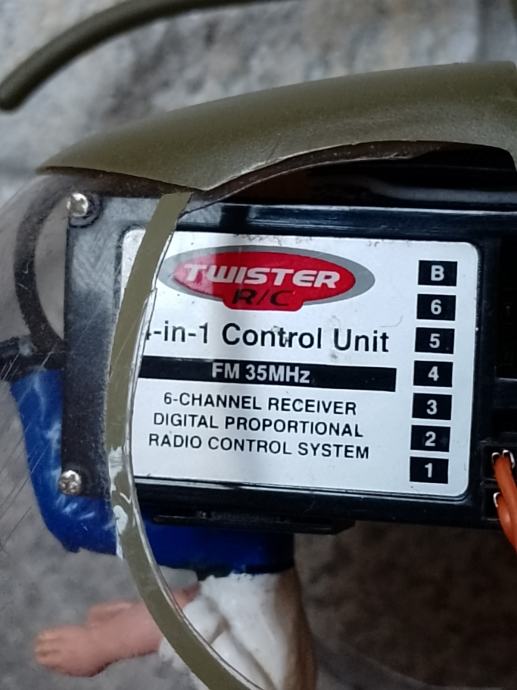 TWISTER
R/C
-in-1 Control Unit
FM 35MHz
6-CHANNEL RECEIVER
DIGITAL PROPORTIONAL
RADIO CONTROL SYSTEM
B
6
5
4
3
2
1